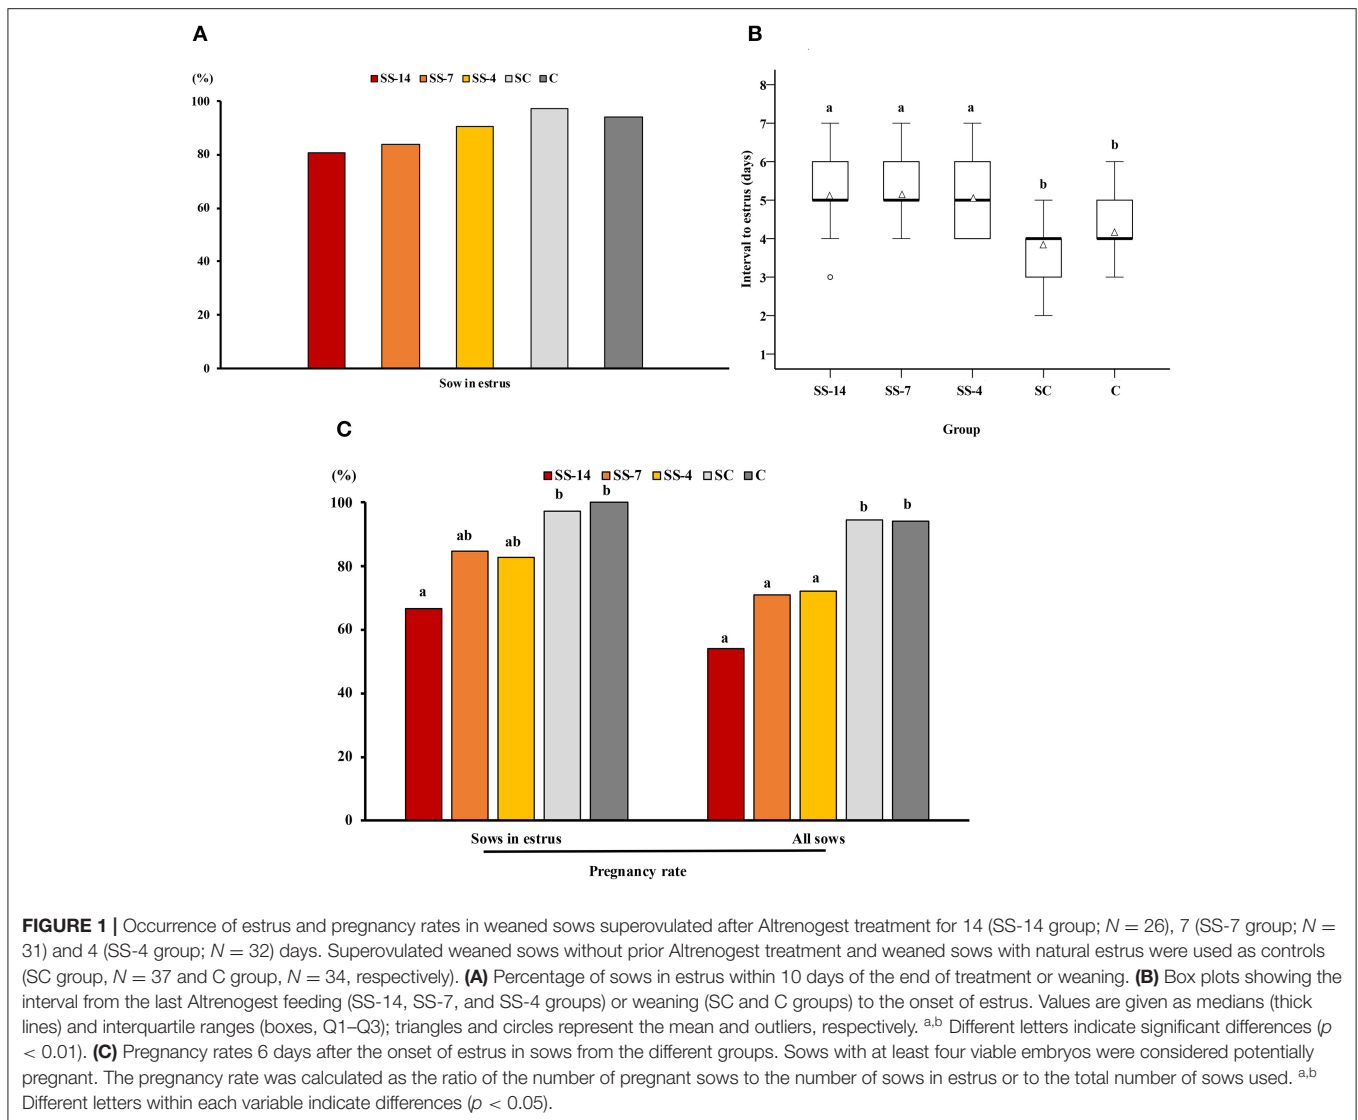 A
(%)
SS-14 SS-7 SS-4 SC C
100
80
60
40
20
0
Sow in estrus
B
Interval to estrus (days)
8
7
6
5
4
3
2
1
a a a b b
SS-14 SS-7 SS-4 SC C
Group
C
(%)
SS-14 SS-7 SS-4 SC C
100
80
60
40
20
0
a ab ab b b
a a a b b
Sows in estrus All sows
Pregnancy rate
FIGURE 1 | Occurrence of estrus and pregnancy rates in weaned sows superovulated after Altrenogest treatment for 14 (SS-14 group; N = 26), 7 (SS-7 group; N =
31) and 4 (SS-4 group; N = 32) days. Superovulated weaned sows without prior Altrenogest treatment and weaned sows with natural estrus were used as controls
(SC group, N = 37 and C group, N = 34, respectively). (A) Percentage of sows in estrus within 10 days of the end of treatment or weaning. (B) Box plots showing the
interval from the last Altrenogest feeding (SS-14, SS-7, and SS-4 groups) or weaning (SC and C groups) to the onset of estrus. Values are given as medians (thick
lines) and interquartile ranges (boxes, Q1–Q3); triangles and circles represent the mean and outliers, respectively. a,b Different letters indicate significant differences (p
< 0.01). (C) Pregnancy rates 6 days after the onset of estrus in sows from the different groups. Sows with at least four viable embryos were considered potentially
pregnant. The pregnancy rate was calculated as the ratio of the number of pregnant sows to the number of sows in estrus or to the total number of sows used. a,b
Different letters within each variable indicate differences (p < 0.05).